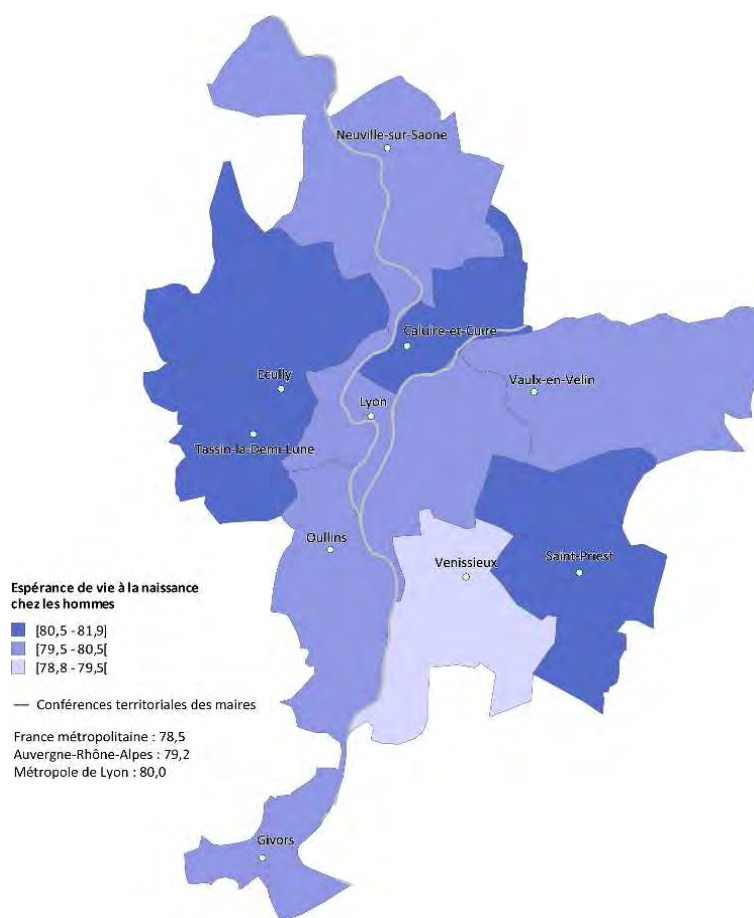 Neuville-sur-Saone
Caluire-et-Cuire
Ecully
Vaulx-en-Velin
Lyon
Tassin-la-Demi-Lune
Oullins
Venissieux
Saint-Priest
Espérance de vie à la naissance
chez les hommes
[80,5 - 81,9]
[79,5 - 80,5[
[78,8 - 79,5[
Conférences territoriales des maires
France métropolitaine : 78,5
Auvergne-Rhône-Alpes : 79,2
Métropole de Lyon : 80,0
Givors